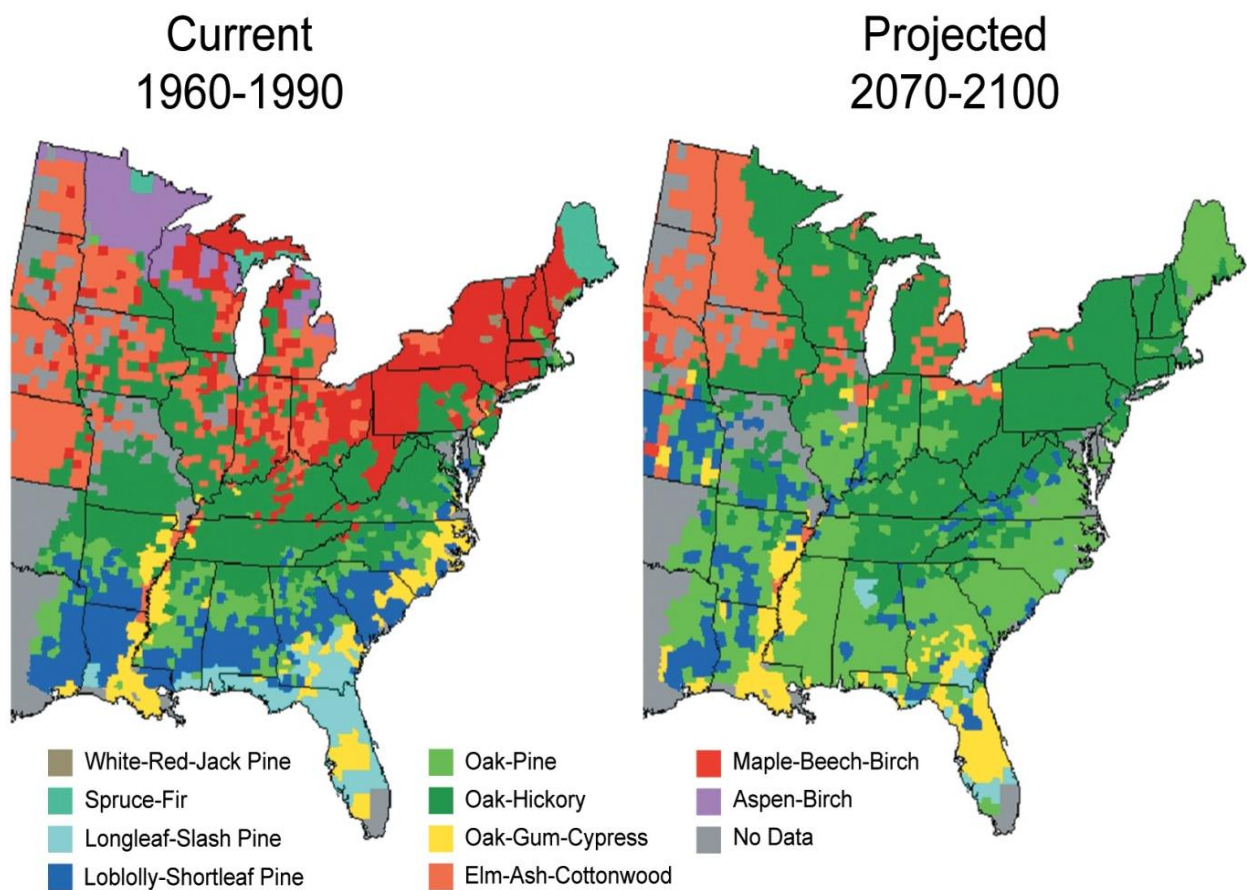 Current
1960-1990
Projected
2070-2100
White-Red-Jack Pine
Spruce-Fir
Longleaf-Slash Pine
Loblolly-Shortleaf Pine
Oak-Pine
Oak-Hickory
Oak-Gum-Cypress
Elm-Ash-Cottonwood
Maple-Beech-Birch
Aspen-Birch
No Data